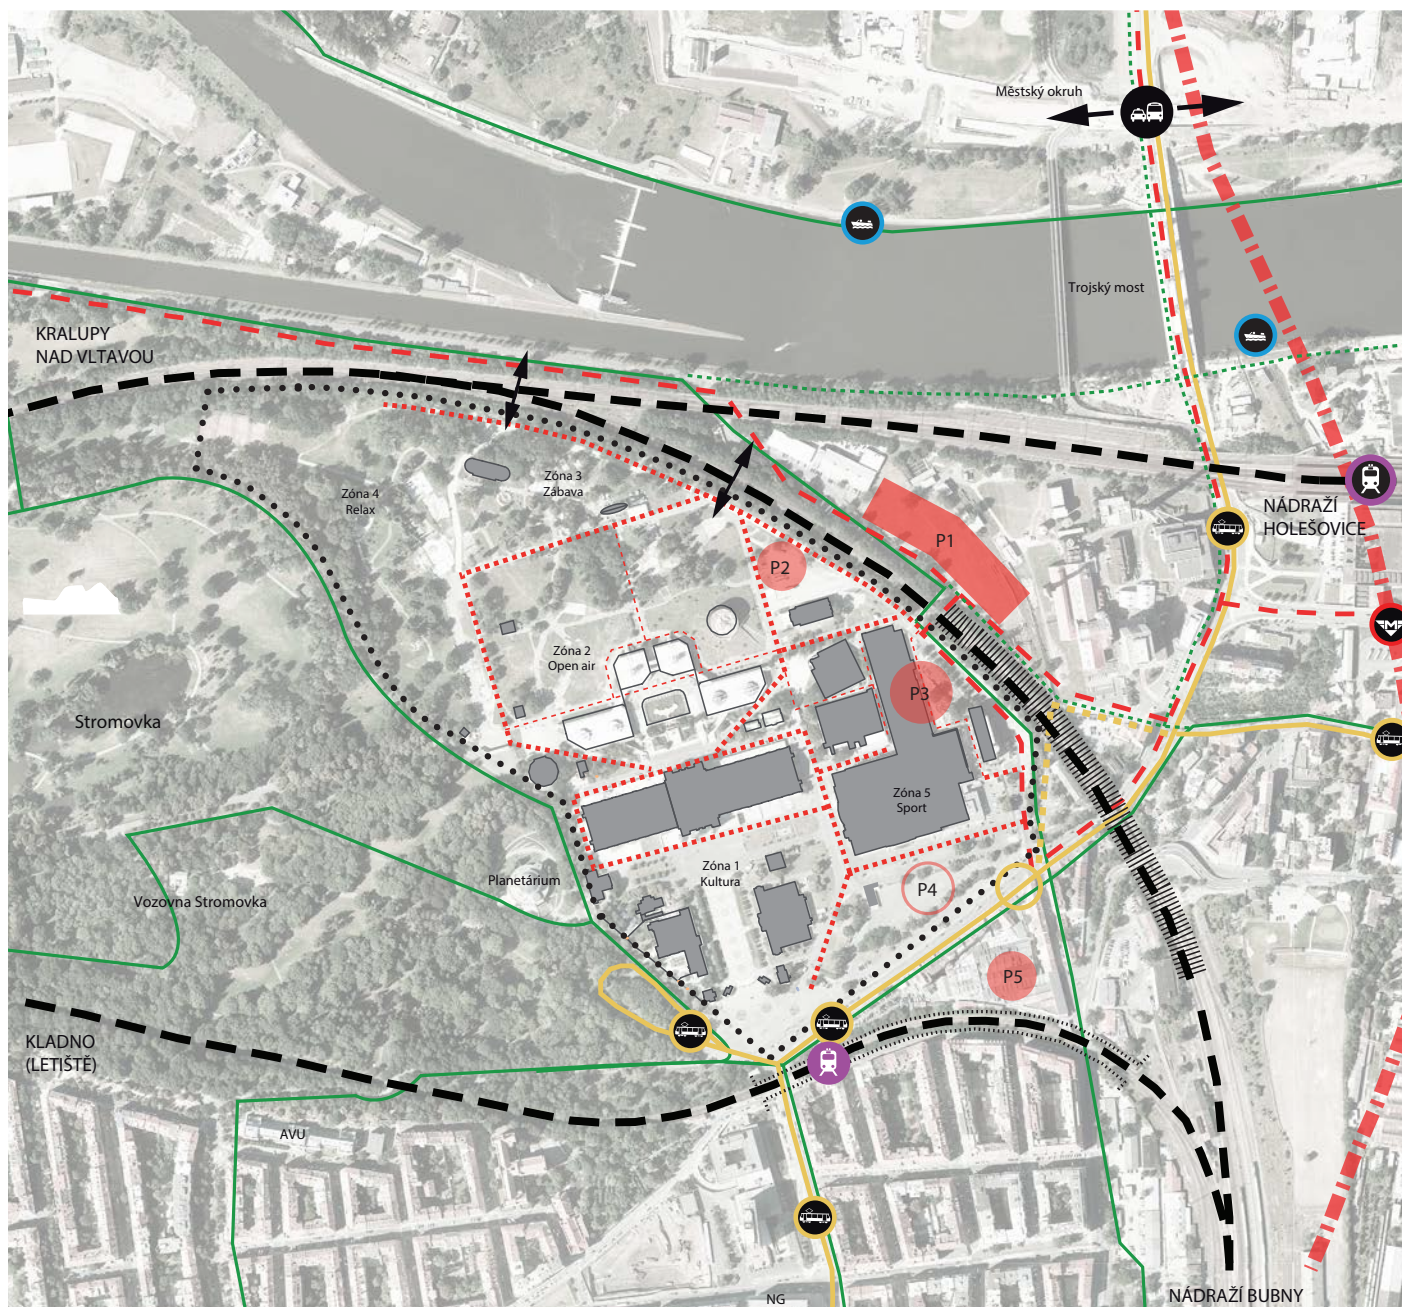 Městský okruh
Trojský most
KRALUPY
NAD VLTAVOU
Zóna 3
Zábava
Zóna 4
Relax
NÁDRAŽÍ
HOLEŠOVICE
P1
P2
M
Zóna 2
Open air
P3
Stromovka
Zóna 5
Sport
Zóna 1
Kultura
Planetárium
P4
Vozovna Stromovka
P5
KLADNO
(LETIŠTĚ)
AVU
NÁDRAŽÍ BUBNY
NG